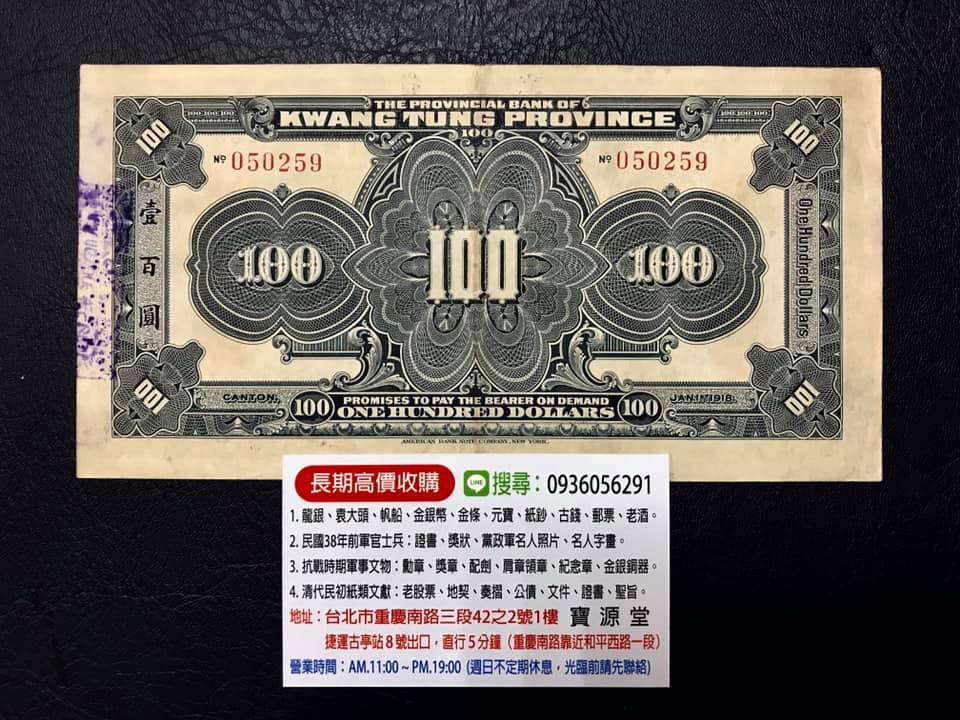 THE PROVINCIAL BANK OF
KWANG TUNG PROVINCE
100.100.100
100.100.100
100
100
100
Nº 050259
Nº 050259
壹百圓
100
100
100
One Hundred Dollars
100
100
CANTON,
JAN.1ST1918.
PROMISES TO PAY THE BEARER ON DEMAND
100 ONE HUNDRED DOLLARS 100
AMERICAN BANK NOTE COMPANY, NEW YORK.
長期高價收購 LINE 搜尋：0936056291
1. 龍銀、袁大頭、帆船、金銀幣、金條、元寶、紙鈔、古錢、郵票、老酒。
2. 民國38年前軍官士兵：證書、獎狀、黨政軍名人照片、名人字畫。
3. 抗戰時期軍事文物：勳章、獎章、配劍、肩章領章、紀念章、金銀銅器。
4. 清代民初紙類文獻：老股票、地契、奏摺、公債、文件、證書、聖旨。
地址：台北市重慶南路三段42之2號1樓 寶源堂
捷運古亭站8號出口，直行5分鐘（重慶南路靠近和平西路一段）
營業時間：AM.11:00 ~ PM.19:00 (週日不定期休息，光臨前請先聯絡)